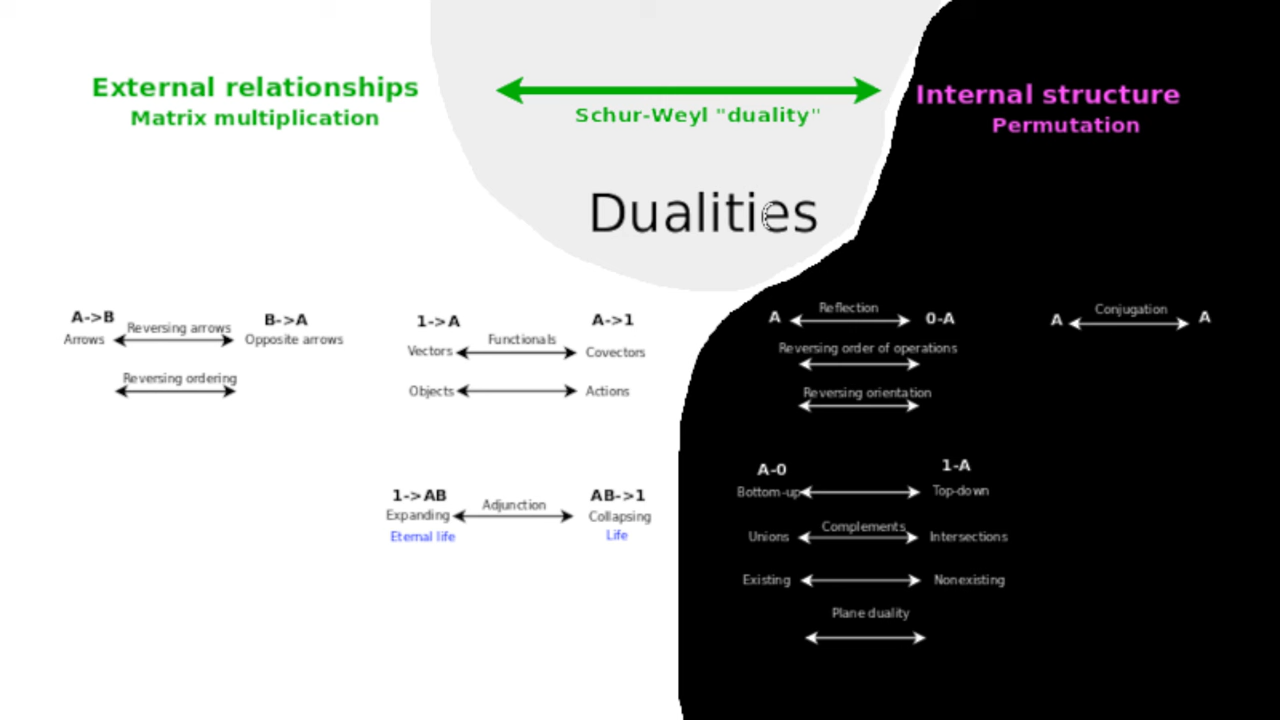 External relationships
Matrix multiplication
Schur-Weyl "duality"
Internal structure
Permutation
Dualities
A->B
Reversing arrows
B->A
Arrows
Opposite arrows
Reversing ordering
1->A
Functionals
A->1
Vectors
Covectors
Objects
Actions
1->AB
Adjunction
AB->1
Expanding
Collapsing
Eternal life
Life
A
Reflection
0-A
Reversing order of operations
Reversing orientation
A
Conjugation
A
A-0
1-A
Bottom-up
Top-down
Complements
Unions
Intersections
Existing
Nonexisting
Plane duality